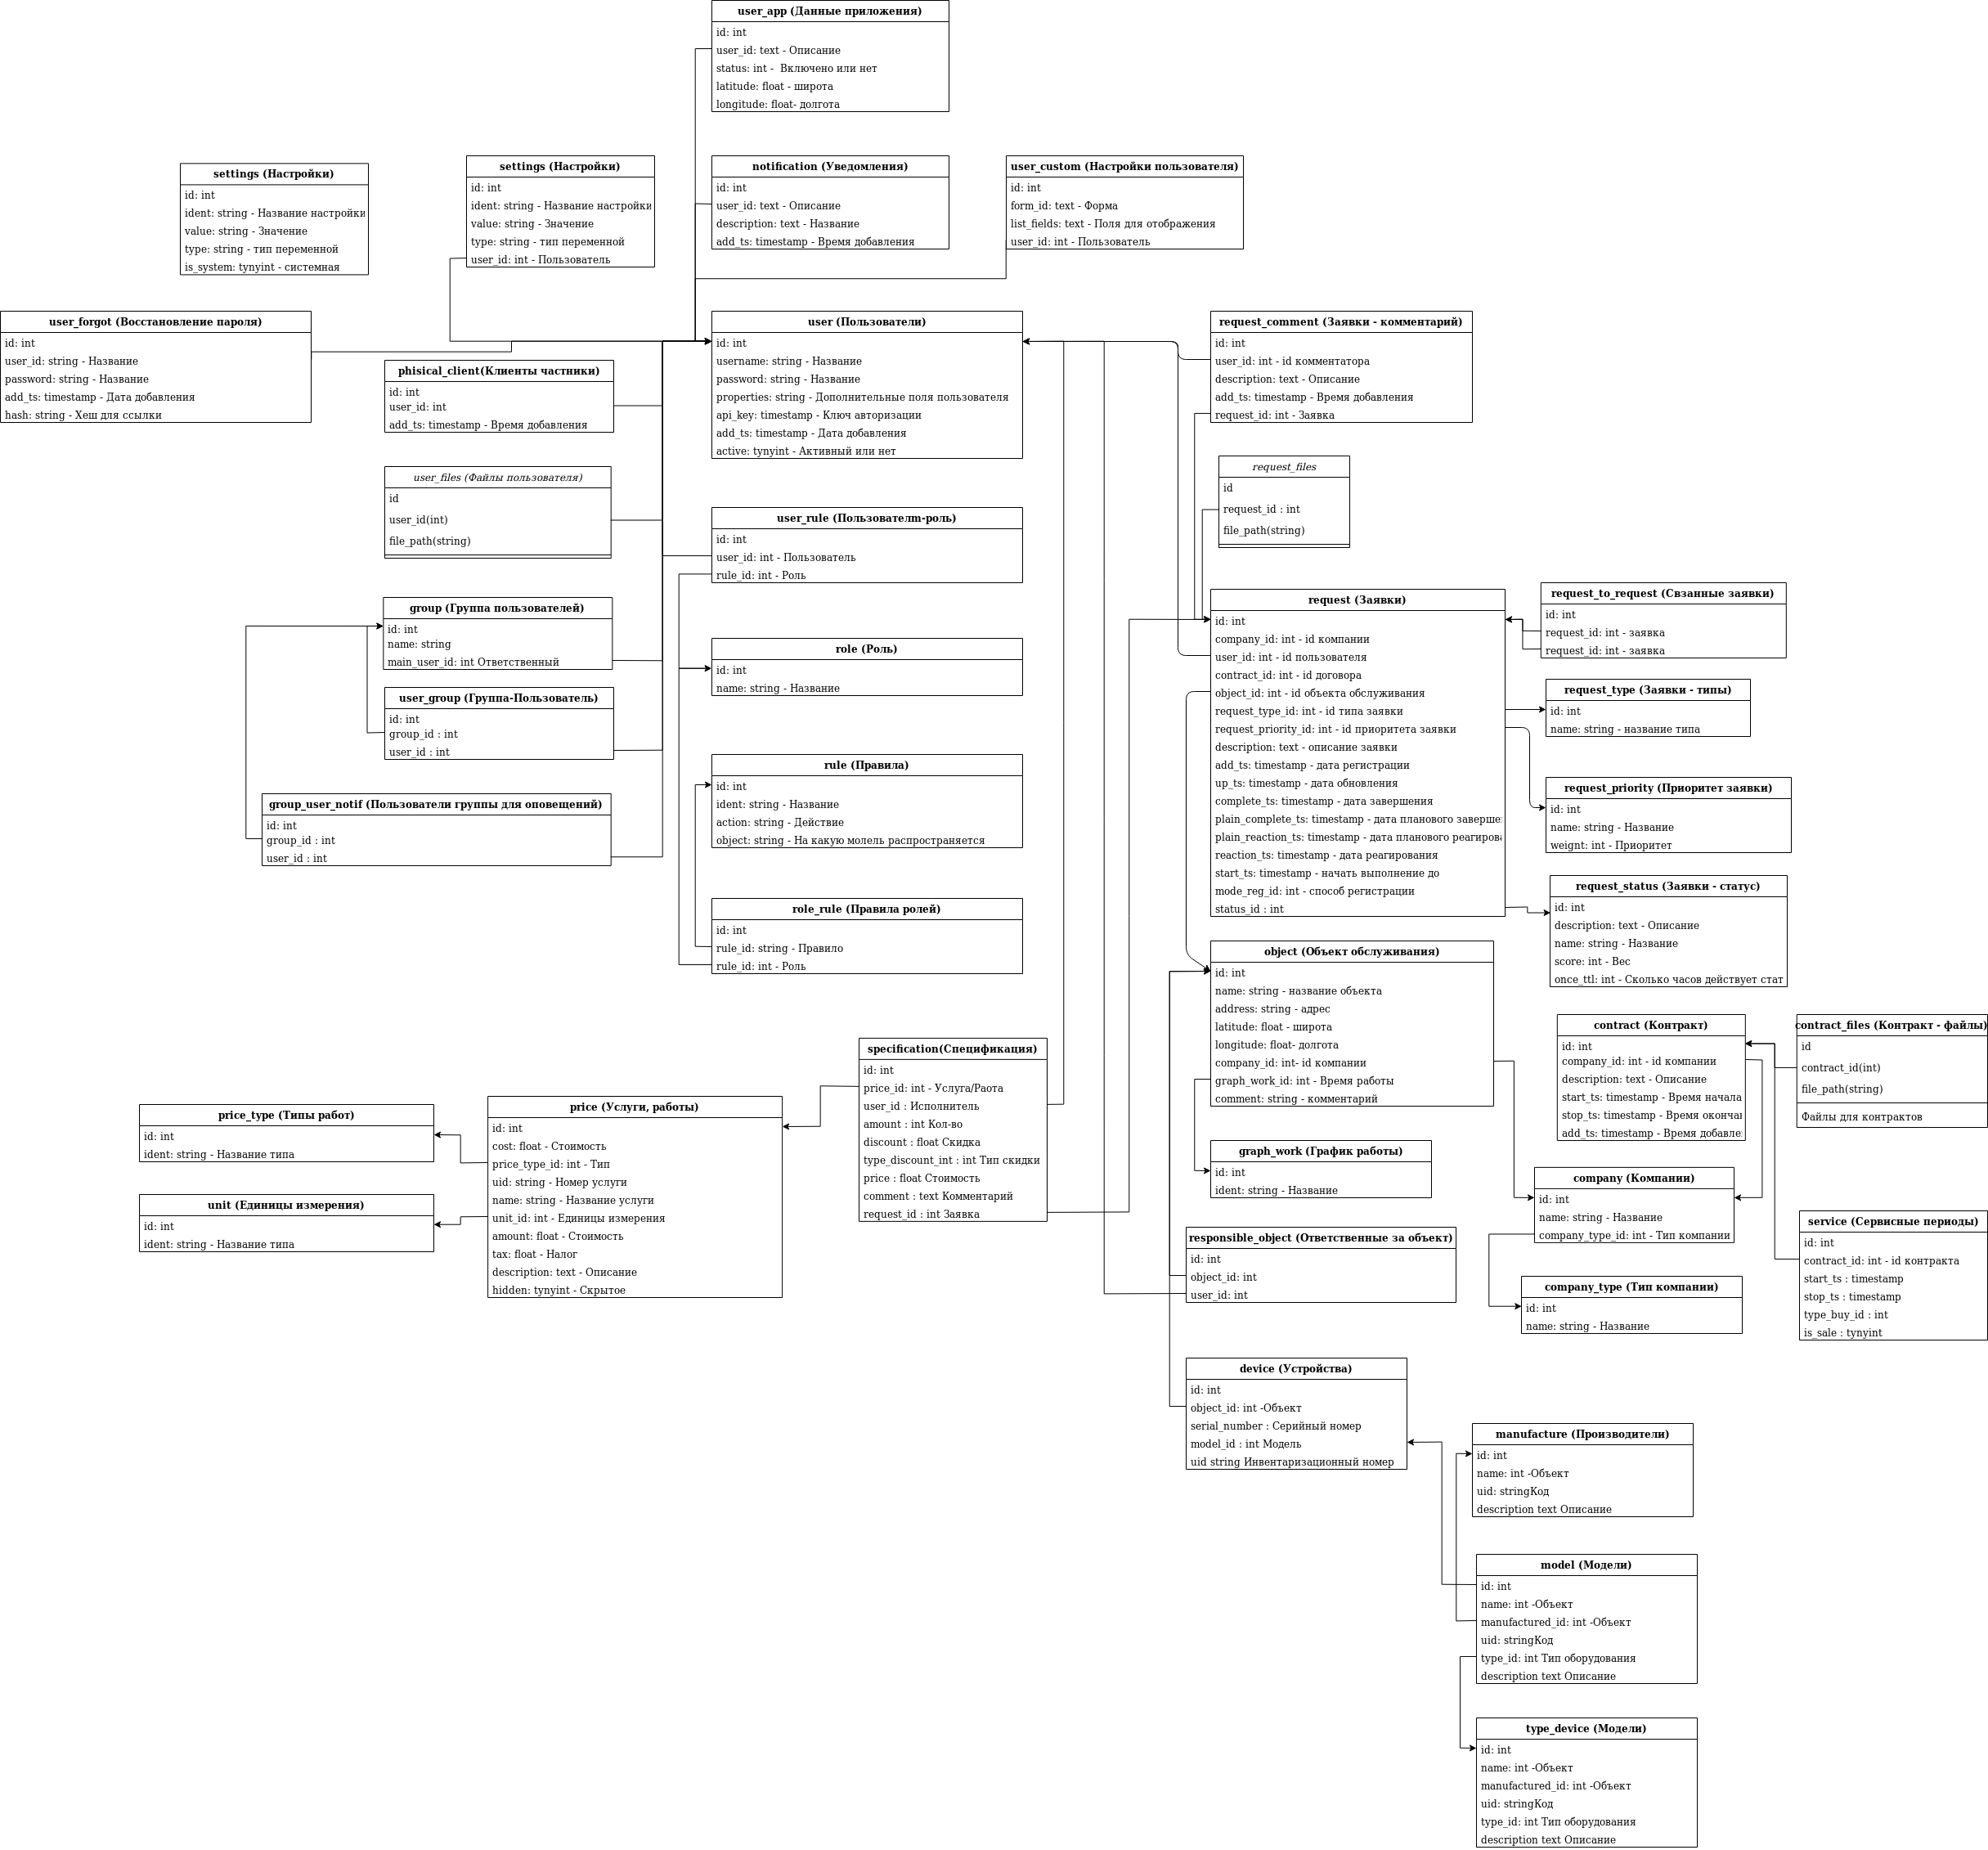 user_app (Данные приложения)
id: int
user_id: text - Описание
status: int -  Включено или нет
latitude: float - широта
longitude: float- долгота
settings (Настройки)
id: int
ident: string - Название настройки
value: string - Значение
type: string - тип переменной
is_system: tynyint - системная
settings (Настройки)
id: int
ident: string - Название настройки
value: string - Значение
type: string - тип переменной
user_id: int - Пользователь
notification (Уведомления)
id: int
user_id: text - Описание
description: text - Название
add_ts: timestamp - Время добавления
user_custom (Настройки пользователя)
id: int
form_id: text - Форма
list_fields: text - Поля для отображения
user_id: int - Пользователь
user_forgot (Восстановление пароля)
id: int
user_id: string - Название
password: string - Название
add_ts: timestamp - Дата добавления
hash: string - Хеш для ссылки
phisical_client(Клиенты частники)
id: int
user_id: int
add_ts: timestamp - Время добавления
user (Пользователи)
id: int
username: string - Название
password: string - Название
properties: string - Дополнительные поля пользователя
api_key: timestamp - Ключ авторизации
add_ts: timestamp - Дата добавления
active: tynyint - Активный или нет
request_comment (Заявки - комментарий)
id: int
user_id: int - id комментатора
description: text - Описание
add_ts: timestamp - Время добавления
request_id: int - Заявка
user_files (Файлы пользователя)
id
user_id(int)
file_path(string)
request_files
id
request_id : int
file_path(string)
user_rule (Пользователm-роль)
id: int
user_id: int - Пользователь
rule_id: int - Роль
group (Группа пользователей)
id: int
name: string
main_user_id: int Ответственный
user_group (Группа-Пользователь)
id: int
group_id : int
user_id : int
group_user_notif (Пользователи группы для оповещений)
id: int
group_id : int
user_id : int
role (Роль)
id: int
name: string - Название
rule (Правила)
id: int
ident: string - Название
action: string - Действие
object: string - На какую молель распространяется
role_rule (Правила ролей)
id: int
rule_id: string - Правило
rule_id: int - Роль
request (Заявки)
id: int
company_id: int - id компании
user_id: int - id пользователя
contract_id: int - id договора
object_id: int - id объекта обслуживания
request_type_id: int - id типа заявки
request_priority_id: int - id приоритета заявки
description: text - описание заявки
add_ts: timestamp - дата регистрации
up_ts: timestamp - дата обновления
complete_ts: timestamp - дата завершения
plain_complete_ts: timestamp - дата планового заверше
plain_reaction_ts: timestamp - дата планового реагирова
reaction_ts: timestamp - дата реагирования
start_ts: timestamp - начать выполнение до
mode_reg_id: int - способ регистрации
status_id : int
request_to_request (Свзанные заявки)
id: int
request_id: int - заявка
request_id: int - заявка
request_type (Заявки - типы)
id: int
name: string - название типа
request_priority (Приоритет заявки)
id: int
name: string - Название
weignt: int - Приоритет
request_status (Заявки - статус)
id: int
description: text - Описание
name: string - Название
score: int - Вес
once_ttl: int - Сколько часов действует стат
object (Объект обслуживания)
id: int
name: string - название объекта
address: string - адрес
latitude: float - широта
longitude: float- долгота
company_id: int- id компании
graph_work_id: int - Время работы
comment: string - комментарий
contract (Контракт)
id: int
company_id: int - id компании
description: text - Описание
start_ts: timestamp - Время начала
stop_ts: timestamp - Время оконча
add_ts: timestamp - Время добавле
contract_files (Контракт - файлы)
id
contract_id(int)
file_path(string)
Файлы для контрактов
specification(Спецификация)
id: int
price_id: int - Услуга/Раота
user_id : Исполнитель
amount : int Кол-во
discount : float Скидка
type_discount_int : int Тип скидки
price : float Стоимость
comment : text Комментарий
request_id : int Заявка
price_type (Типы работ)
id: int
ident: string - Название типа
unit (Единицы измерения)
id: int
ident: string - Название типа
price (Услуги, работы)
id: int
cost: float - Стоимость
price_type_id: int - Тип
uid: string - Номер услуги
name: string - Название услуги
unit_id: int - Единицы измерения
amount: float - Стоимость
tax: float - Налог
description: text - Описание
hidden: tynyint - Скрытое
graph_work (График работы)
id: int
ident: string - Название
company (Компании)
id: int
name: string - Название
company_type_id: int - Тип компании
service (Сервисные периоды)
id: int
contract_id: int - id контракта
start_ts : timestamp
stop_ts : timestamp
type_buy_id : int
is_sale : tynyint
responsible_object (Ответственные за объект)
id: int
object_id: int
user_id: int
company_type (Тип компании)
id: int
name: string - Название
device (Устройства)
id: int
object_id: int -Объект
serial_number : Серийный номер
model_id : int Модель
uid string Инвентаризационный номер
manufacture (Производители)
id: int
name: int -Объект
uid: stringКод
description text Описание
model (Модели)
id: int
name: int -Объект
manufactured_id: int -Объект
uid: stringКод
type_id: int Тип оборудования
description text Описание
type_device (Модели)
id: int
name: int -Объект
manufactured_id: int -Объект
uid: stringКод
type_id: int Тип оборудования
description text Описание